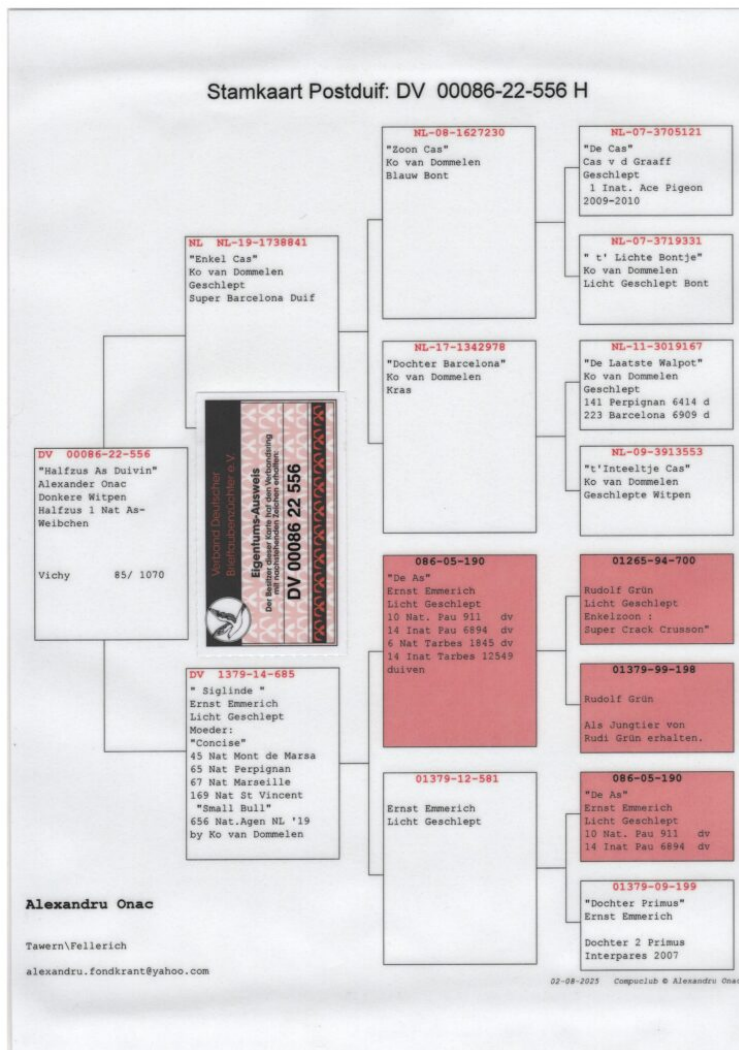 Stamkaart Postduif: DV 00086-22-556 H
DV 00086-22-556
"Halfzus As Duivin"
Alexander Onac
Donkere Witpen
Halfzus 1 Nat As-
Weibchen
Vichy 85/ 1070
NL NL-19-1738841
"Enkel Cas"
Ko van Dommelen
Geschlept
Super Barcelona Duif
Verband Deutscher
Brieftaubenzüchter e.V.
Eigentums-Ausweis
Der Besitzer dieser Karte hat den Verbandsring
mit nachstehenden Zeichen erhalten:
DV 00086 22 556
DV 1379-14-685
" Siglinde "
Ernst Emmerich
Licht Geschlept
Moeder:
"Concise"
45 Nat Mont de Marsa
65 Nat Perpignan
67 Nat Marseille
169 Nat St Vincent
"Small Bull"
656 Nat.Agen NL '19
by Ko van Dommelen
NL-08-1627230
"Zoon Cas"
Ko van Dommelen
Blauw Bont
NL-17-1342978
"Dochter Barcelona"
Ko van Dommelen
Kras
086-05-190
"De As"
Ernst Emmerich
Licht Geschlept
10 Nat. Pau 911 dv
14 Inat Pau 6894 dv
6 Nat Tarbes 1845 dv
14 Inat Tarbes 12549
duiven
01379-12-581
Ernst Emmerich
Licht Geschlept
NL-07-3705121
"De Cas"
Cas v d Graaff
Geschlept
1 Inat. Ace Pigeon
2009-2010
NL-07-3719331
" t' Lichte Bontje"
Ko van Dommelen
Licht Geschlept Bont
NL-11-3019167
"De Laatste Walpot"
Ko van Dommelen
Geschlept
141 Perpignan 6414 d
223 Barcelona 6909 d
NL-09-3913553
"t'Inteeltje Cas"
Ko van Dommelen
Geschlepte Witpen
01265-94-700
Rudolf Grün
Licht Geschlept
Enkelzoon :
Super Crack Crusson"
01379-99-198
Rudolf Grün
Als Jungtier von
Rudi Grün erhalten.
086-05-190
"De As"
Ernst Emmerich
Licht Geschlept
10 Nat. Pau 911 dv
14 Inat Pau 6894 dv
01379-09-199
"Dochter Primus"
Ernst Emmerich
Dochter 2 Primus
Interpares 2007
Alexandru Onac
Tawern\Fellerich
alexandru.fondkrant@yahoo.com
02-08-2025 Compuclub © Alexandru Onac